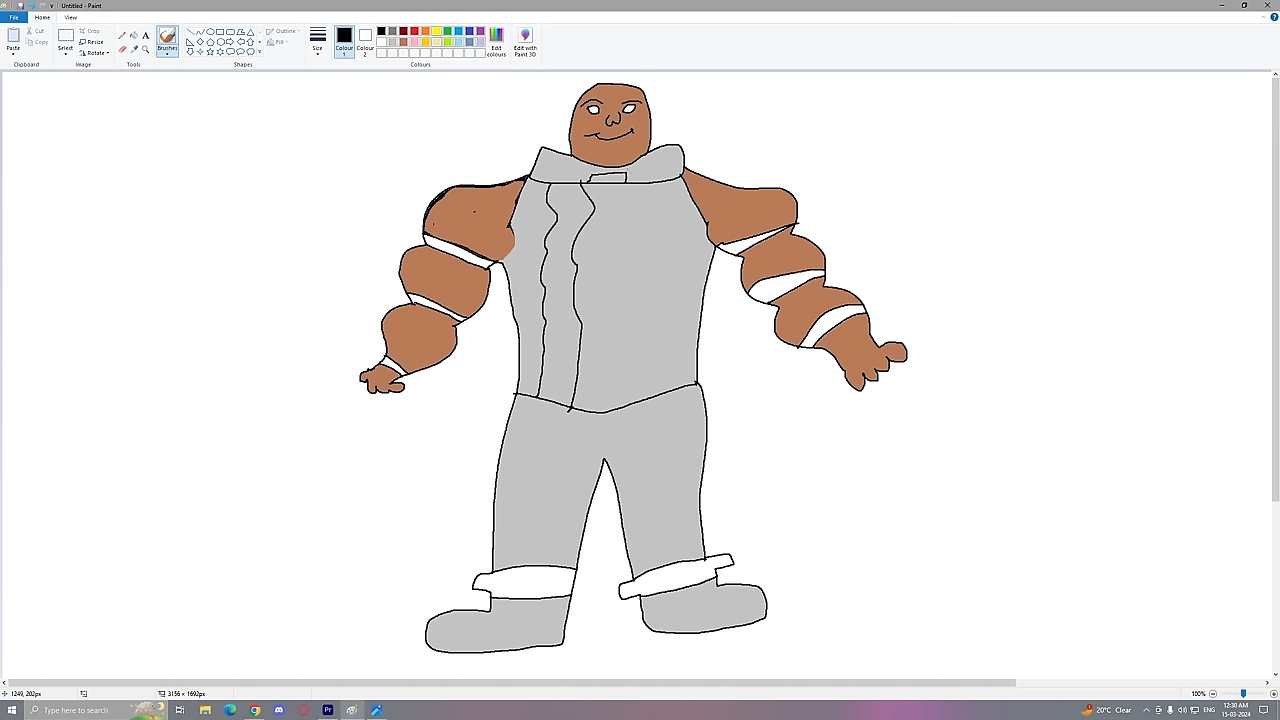 Untitled - Paint
File Home View
Paste
Cut
Copy
Clipboard
Select
Crop
Resize
Rotate
Image
Tools
Brushes
Shapes
Outline
Fill
Size
Colour 1
Colour 2
Colours
Edit colours
Edit with Paint 3D
1249, 202px
3156 × 1692px
100%
Type here to search
Pr
20°C Clear
ENG
12:30 AM
15-03-2024